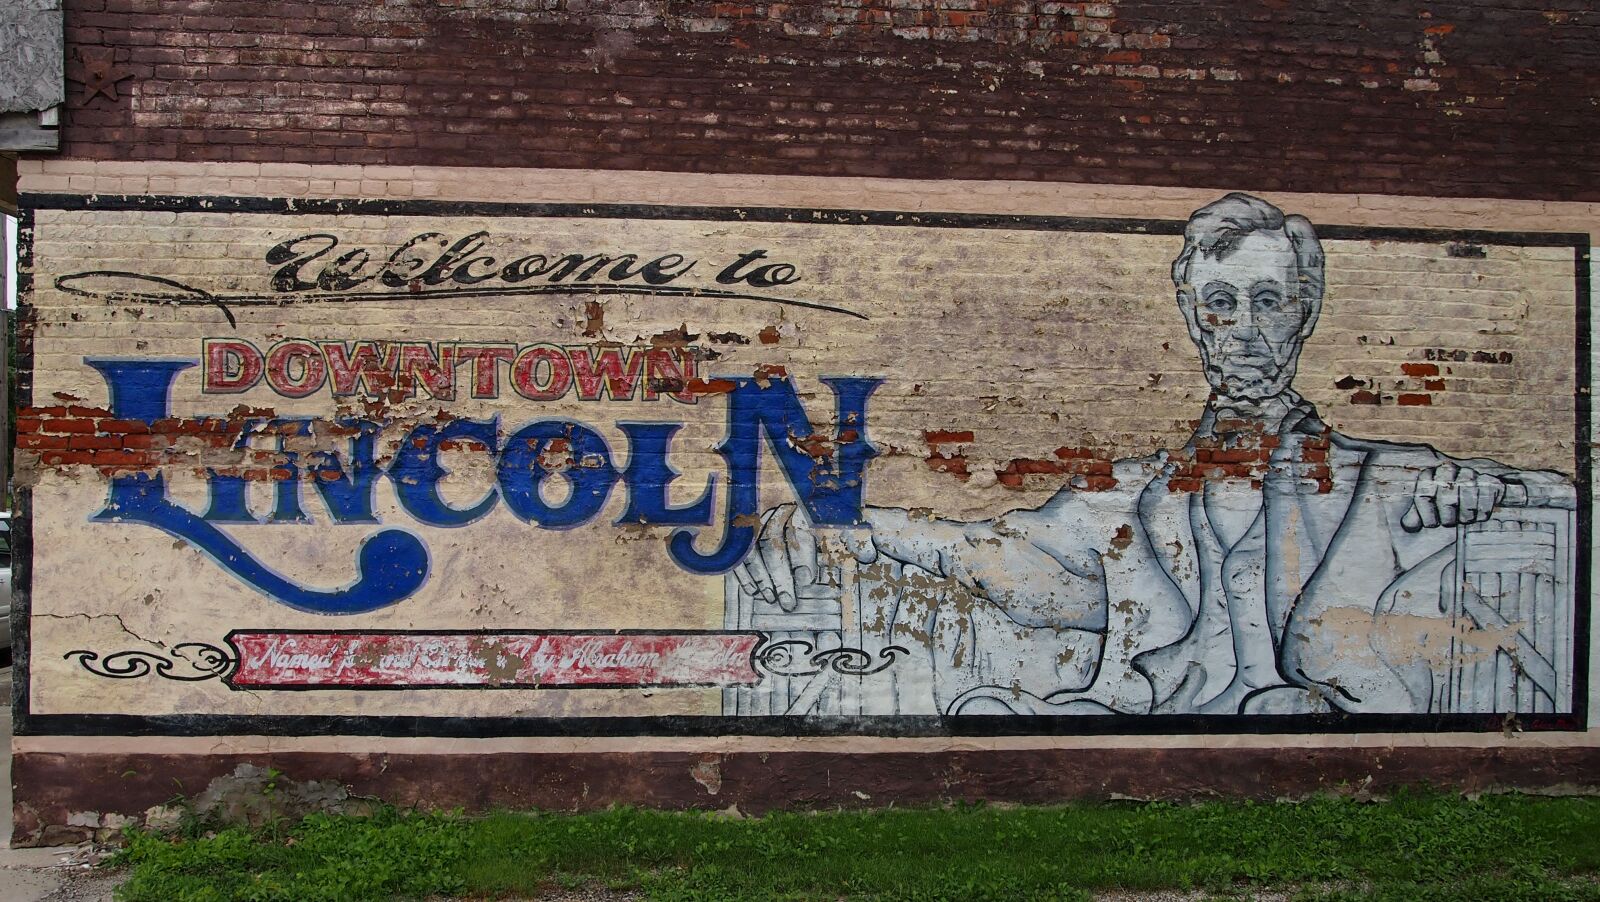 Welcome to
DOWNTOWN
LINCOLN
Named by Abraham